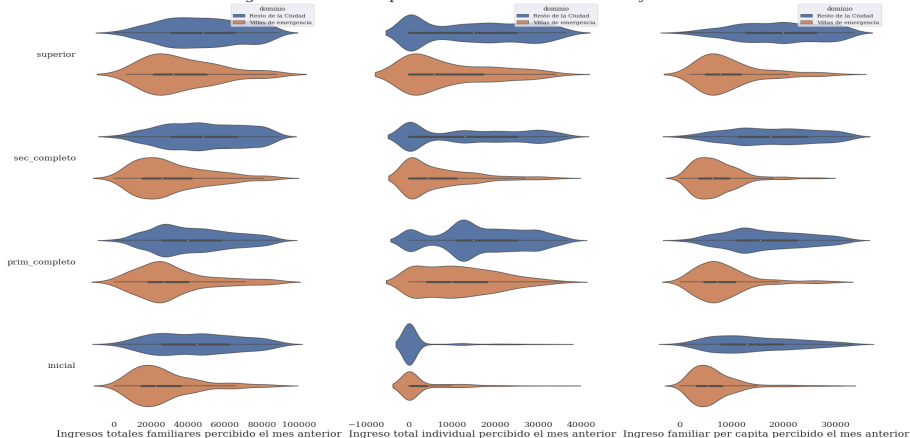 dominio
Resto de la Ciudad
Villas de emergencia
dominio
Resto de la Ciudad
Villas de emergencia
dominio
Resto de la Ciudad
Villas de emergencia
superior
sec_completo
prim_completo
inicial
0 20000 40000 60000 80000 100000
−10000 0 10000 20000 30000 40000
0 10000 20000 30000
Ingresos totales familiares percibido el mes anterior
Ingreso total individual percibido el mes anterior
Ingreso familiar per capita percibido el mes anterior